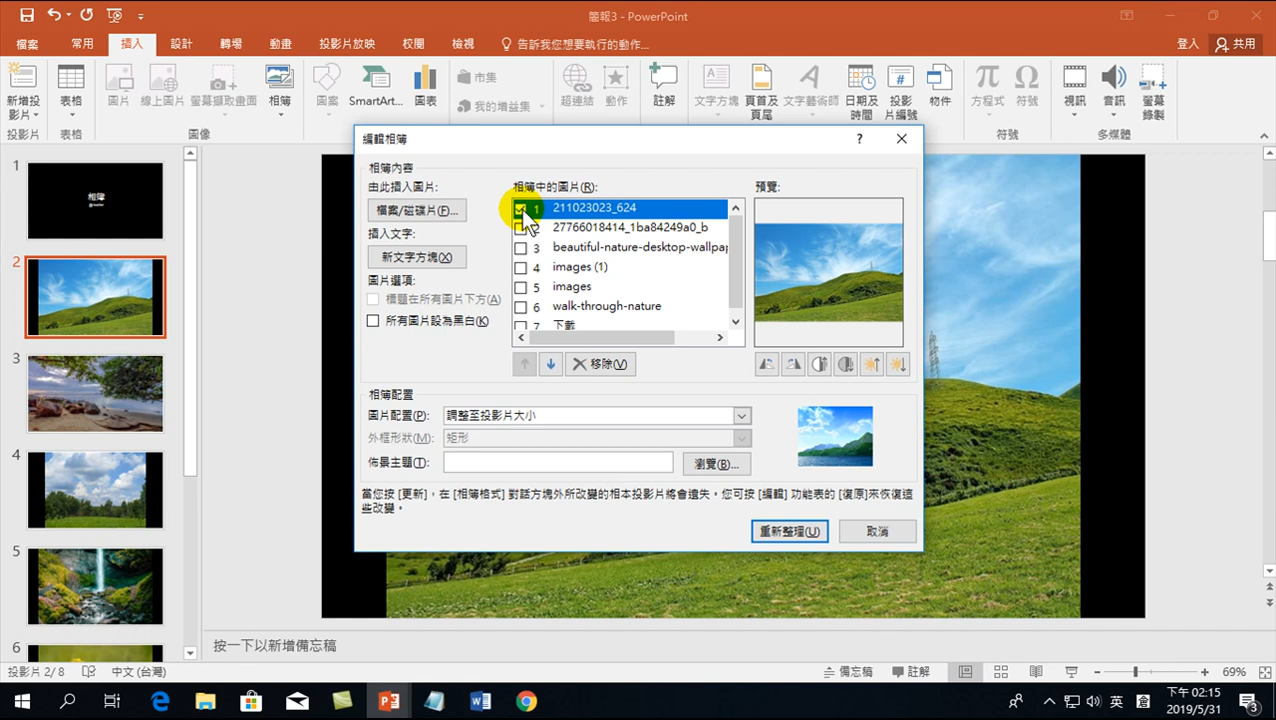 簡報3 - PowerPoint
檔案 常用 插入 設計 轉場 動畫 投影片放映 校閱 檢視 告訴我您想要執行的動作... 登入 共用
新增投影片 表格 圖片 線上圖片 螢幕擷取畫面 相簿 圖案 SmartArt... 圖表 市集 我的增益集 超連結 動作 註解 文字方塊 頁首及頁尾 文字藝術師 日期及時間 投影片編號 物件 方程式 符號 視訊 音訊 螢幕錄製
投影片 表格 圖像 符號 多媒體
編輯相簿 ?
相簿內容
由此插入圖片: 相簿中的圖片(R): 預覽:
檔案/磁碟片(F)... 1 211023023_624
插入文字: 2 27766018414_1ba84249a0_b
新文字方塊(X) 3 beautiful-nature-desktop-wallpap
圖片選項: 4 images (1)
標題在所有圖片下方(A) 5 images
所有圖片設為黑白(K) 6 walk-through-nature
7 下載
移除(V)
相簿配置
圖片配置(P): 調整至投影片大小
外框形狀(M): 矩形
佈景主題(T): 瀏覽(B)...
當您按 [更新]，在 [相簿格式] 對話方塊外所改變的相本投影片將會遺失。您可按 [編輯] 功能表的 [復原]來恢復這
些改變。
重新整理(U) 取消
1
相簿
2
3
4
5
6
按一下以新增備忘稿
投影片 2/8 中文 (台灣) 備忘稿 註解 69%
英 下午 02:15
2019/5/31
3